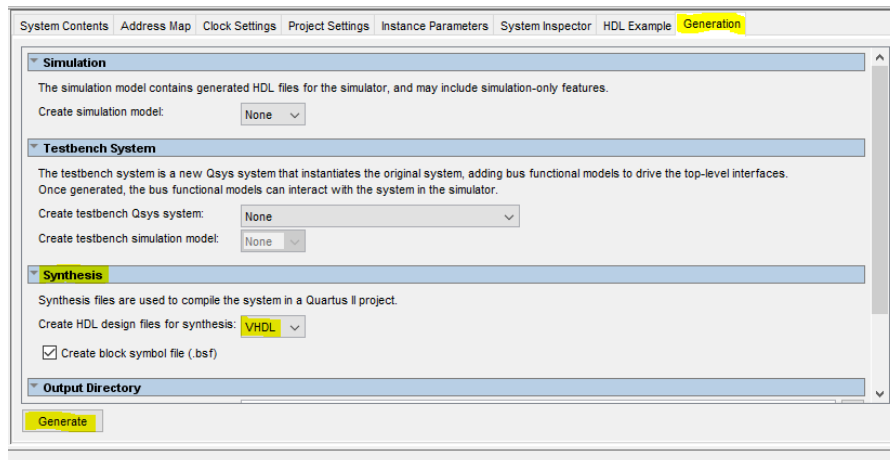 System Contents Address Map Clock Settings Project Settings Instance Parameters System Inspector HDL Example Generation
Simulation
The simulation model contains generated HDL files for the simulator, and may include simulation-only features.
Create simulation model: None
Testbench System
The testbench system is a new Qsys system that instantiates the original system, adding bus functional models to drive the top-level interfaces.
Once generated, the bus functional models can interact with the system in the simulator.
Create testbench Qsys system: None
Create testbench simulation model: None
Synthesis
Synthesis files are used to compile the system in a Quartus II project.
Create HDL design files for synthesis: VHDL
Create block symbol file (.bsf)
Output Directory
Generate